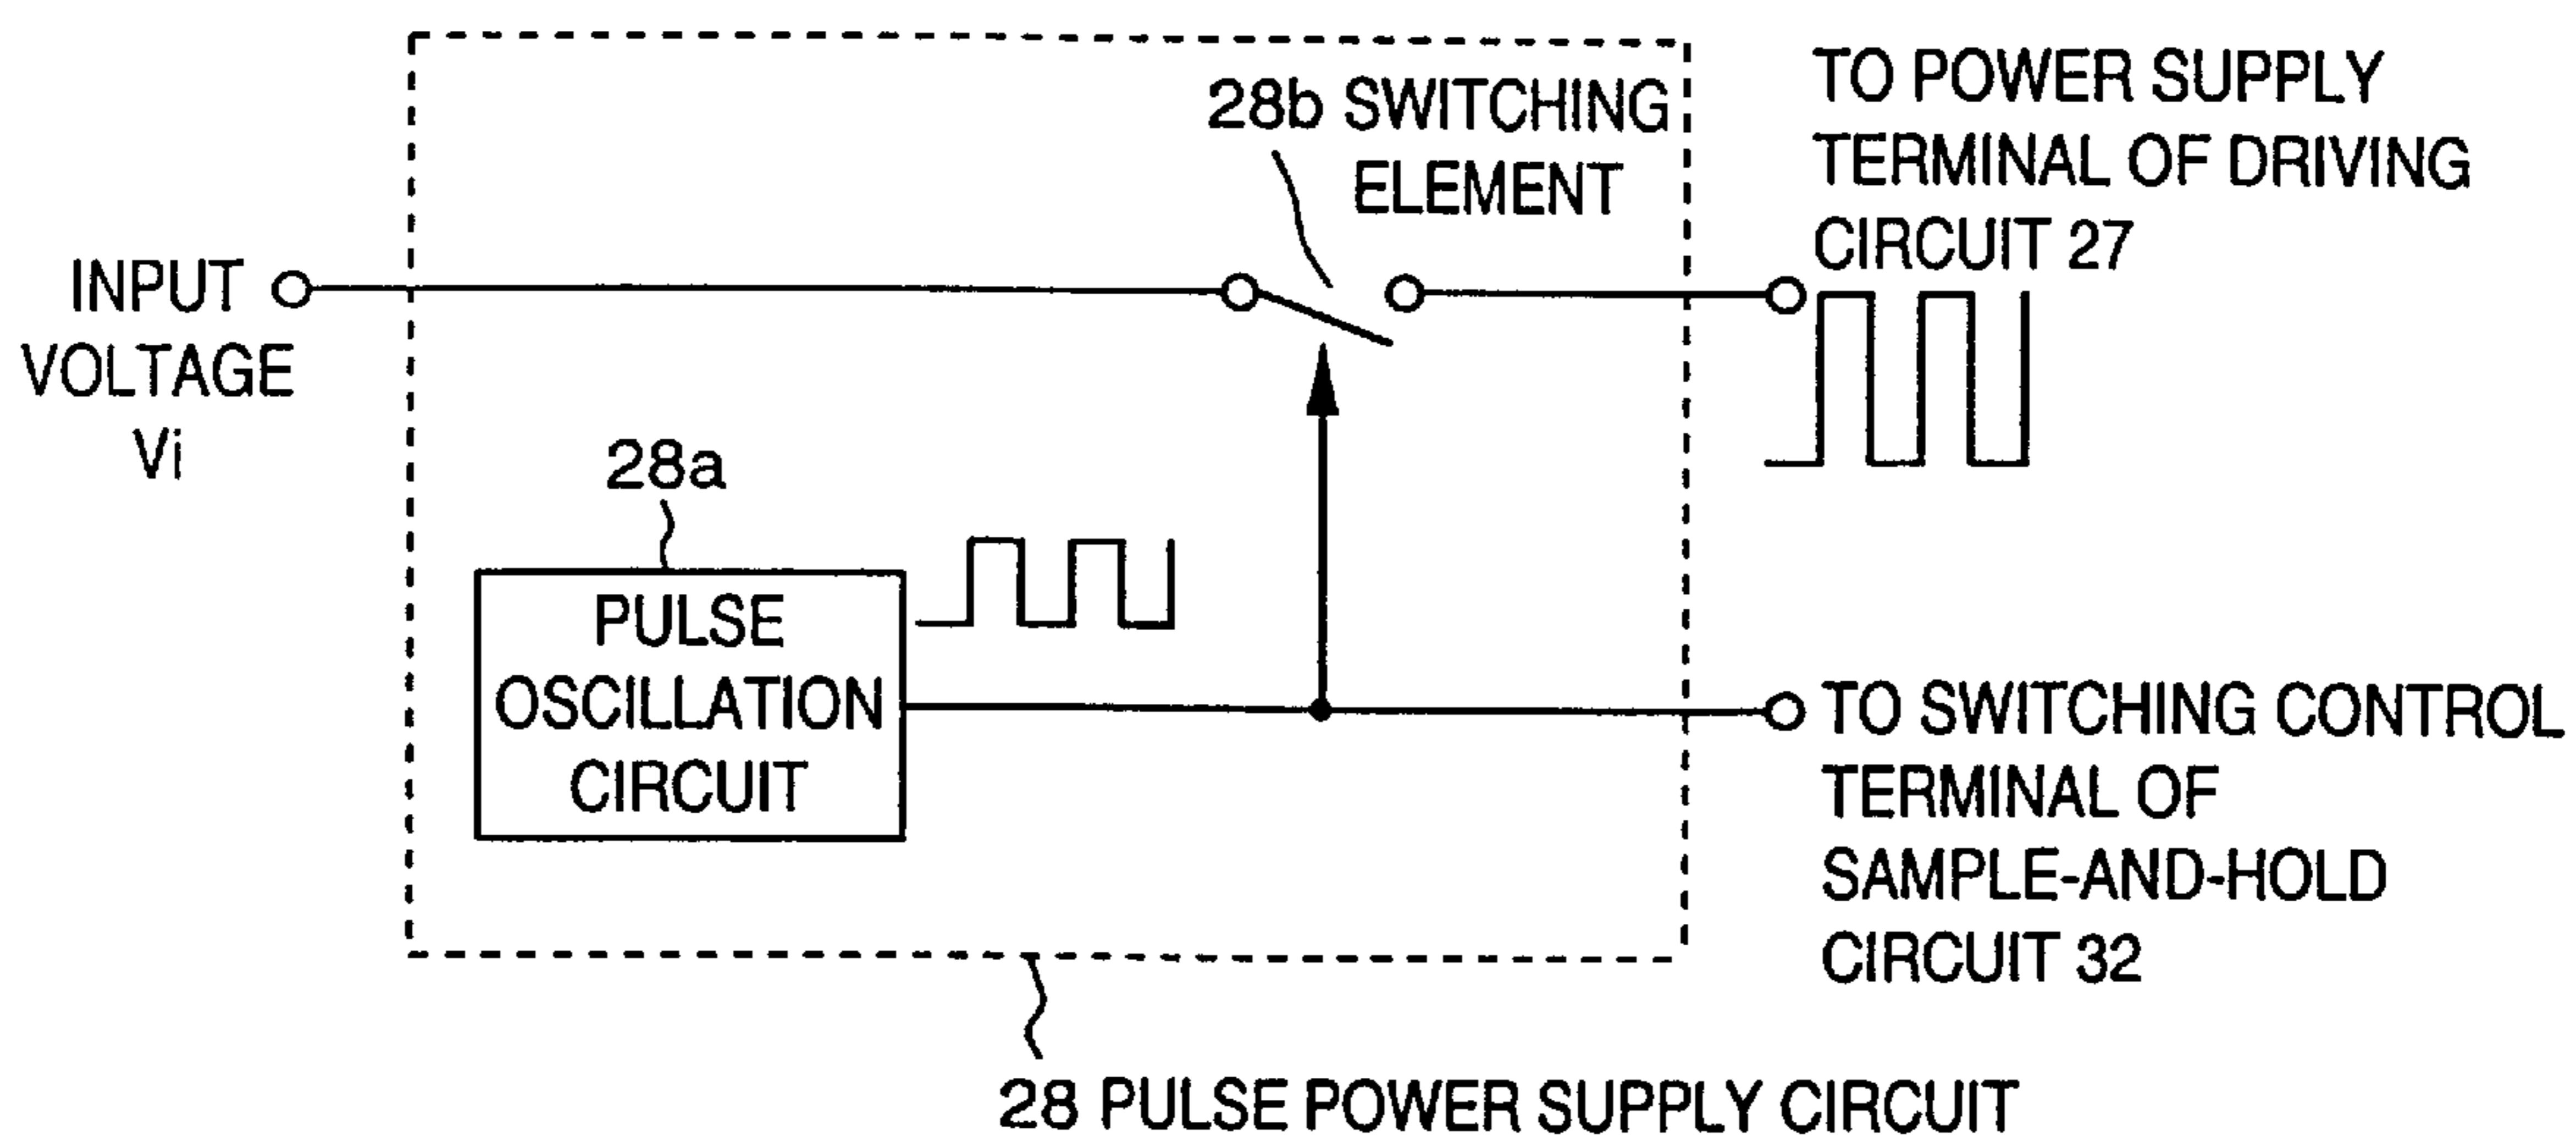 28b SWITCHING
ELEMENT
TO POWER SUPPLY
TERMINAL OF DRIVING
CIRCUIT 27
INPUT
VOLTAGE
Vi
28a
PULSE
OSCILLATION
CIRCUIT
TO SWITCHING CONTROL
TERMINAL OF
SAMPLE-AND-HOLD
CIRCUIT 32
28 PULSE POWER SUPPLY CIRCUIT